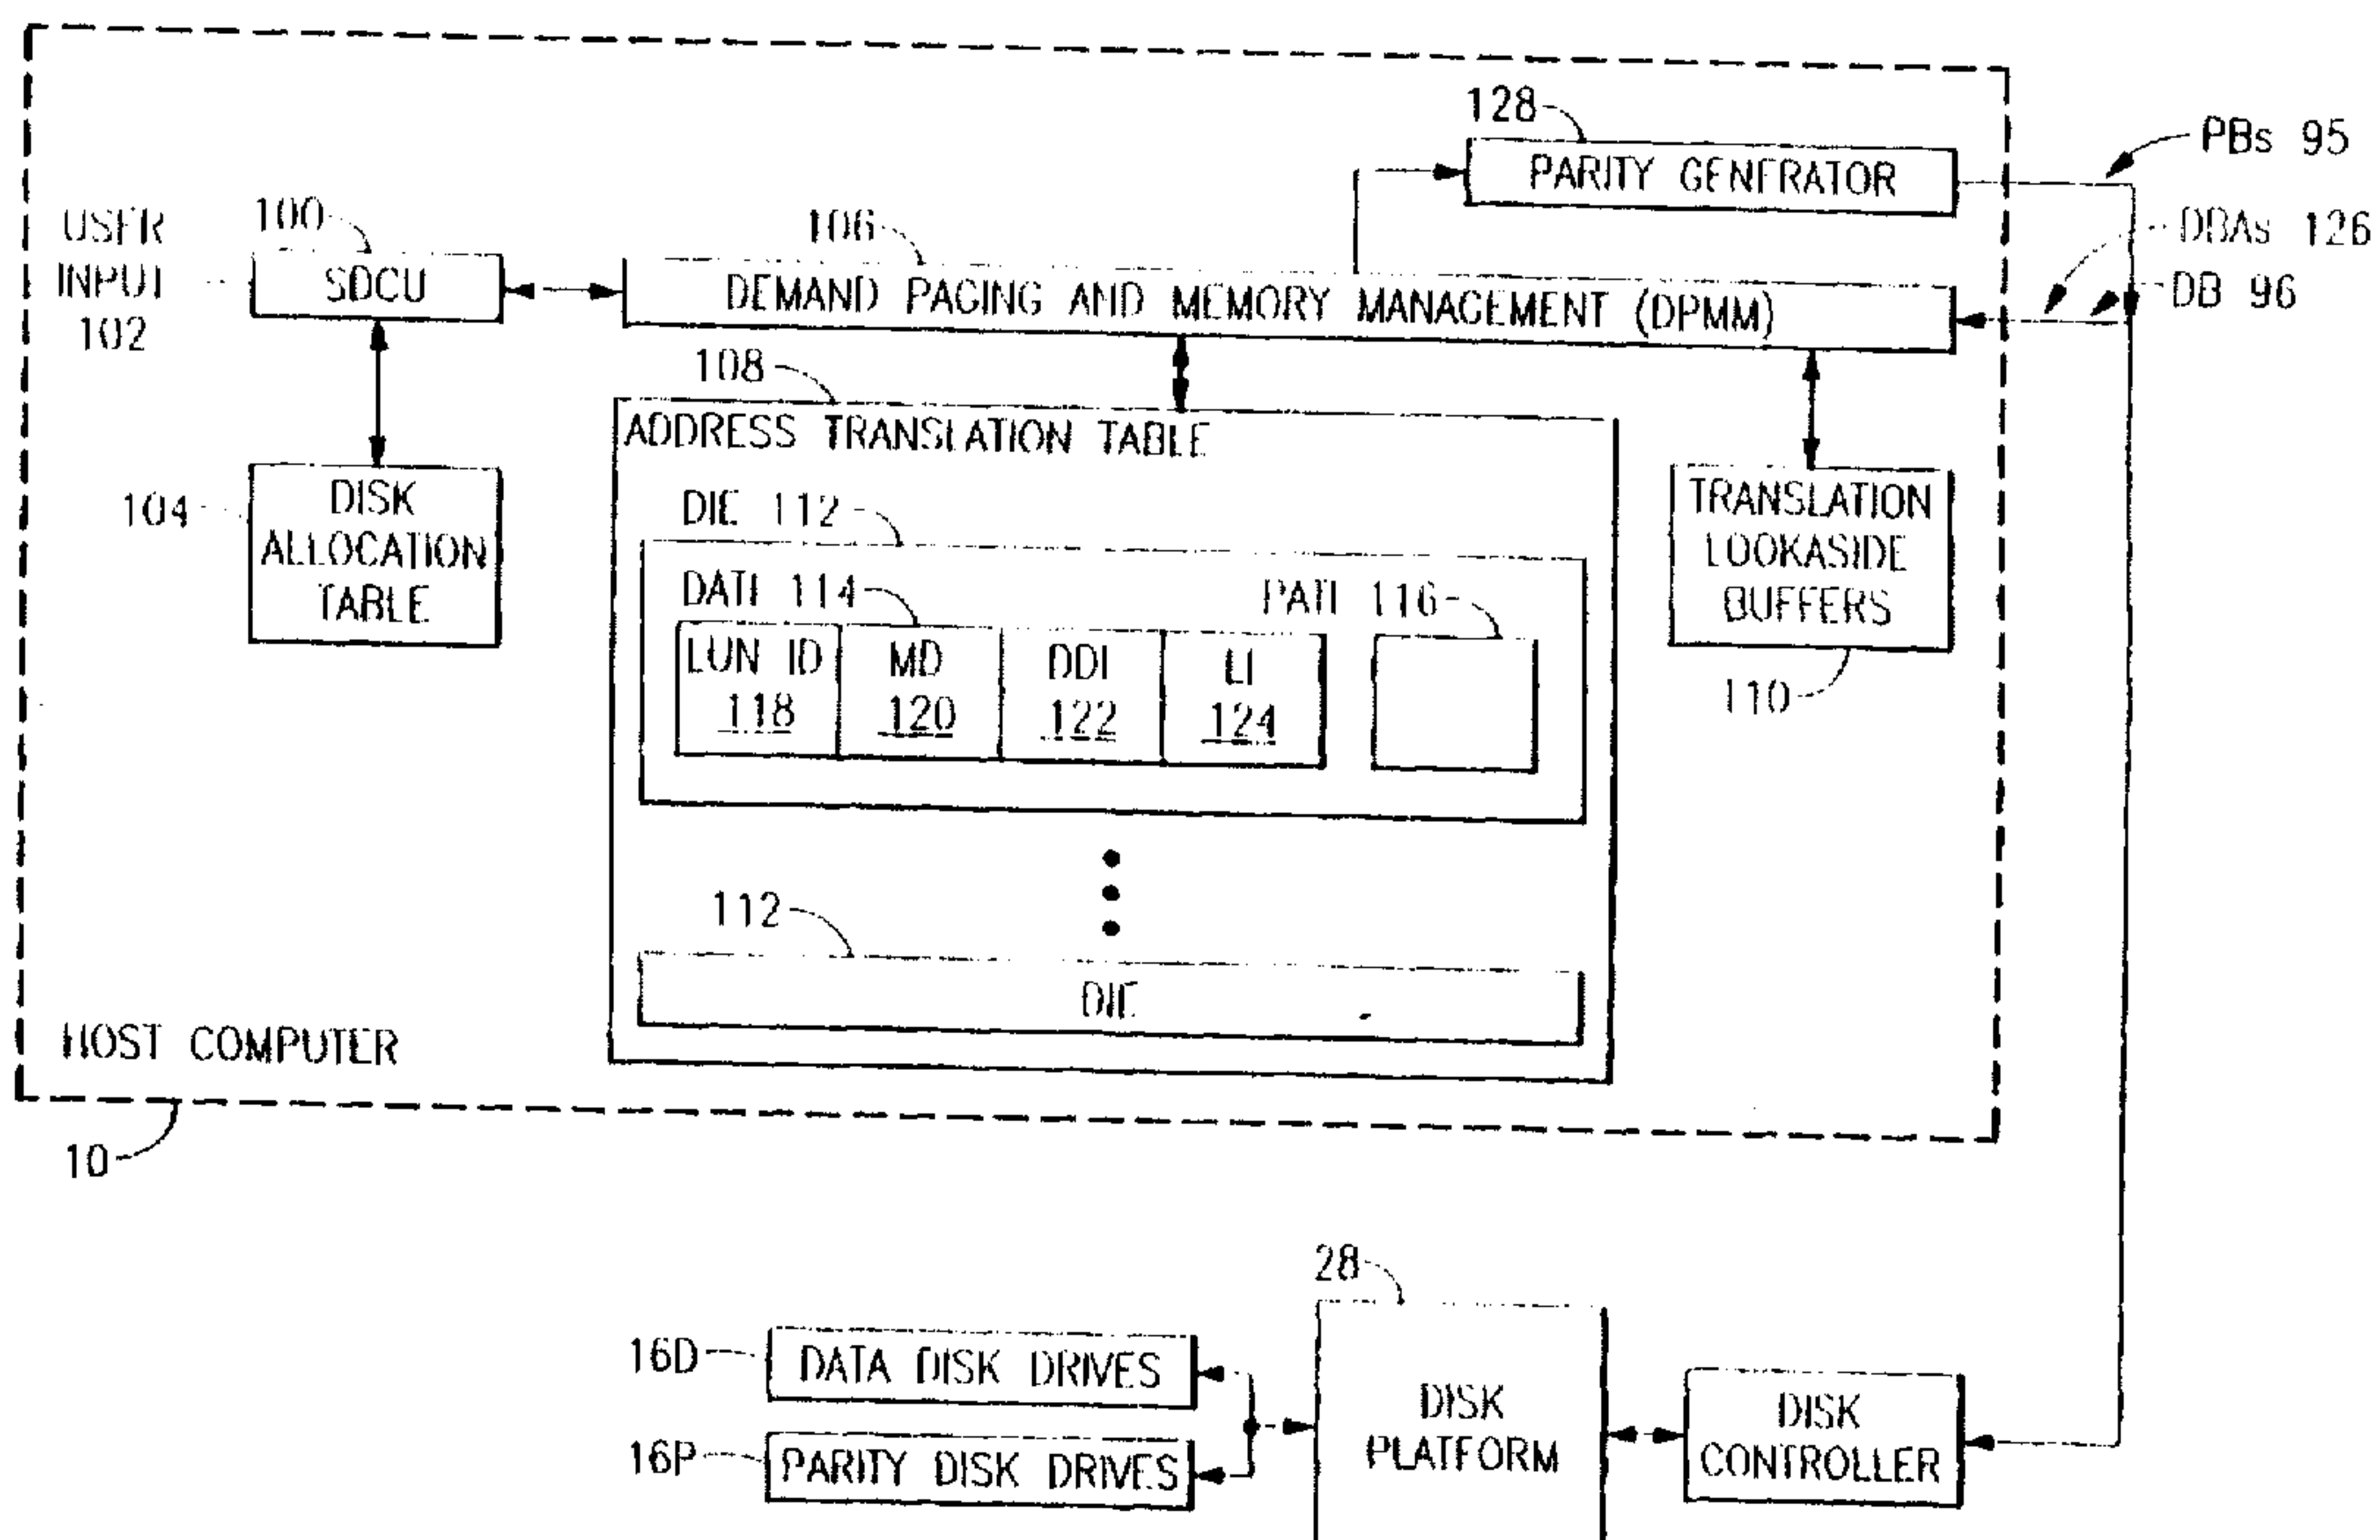 128
PBs 95
PARITY GENERATOR
DBAs 126
USER
INPUT
102
100
SDCU
106
DEMAND PAGING AND MEMORY MANAGEMENT (DPMM)
DB 96
108
ADDRESS TRANSLATION TABLE
104
DISK
ALLOCATION
TABLE
TRANSLATION
LOOKASIDE
BUFFERS
110
DIE 112
DATE 114
PATE 116
LUN ID
118
MD
120
DDI
122
LI
124
112
DIE
HOST COMPUTER
10
28
16D
DATA DISK DRIVES
16P
PARITY DISK DRIVES
DISK
PLATFORM
DISK
CONTROLLER